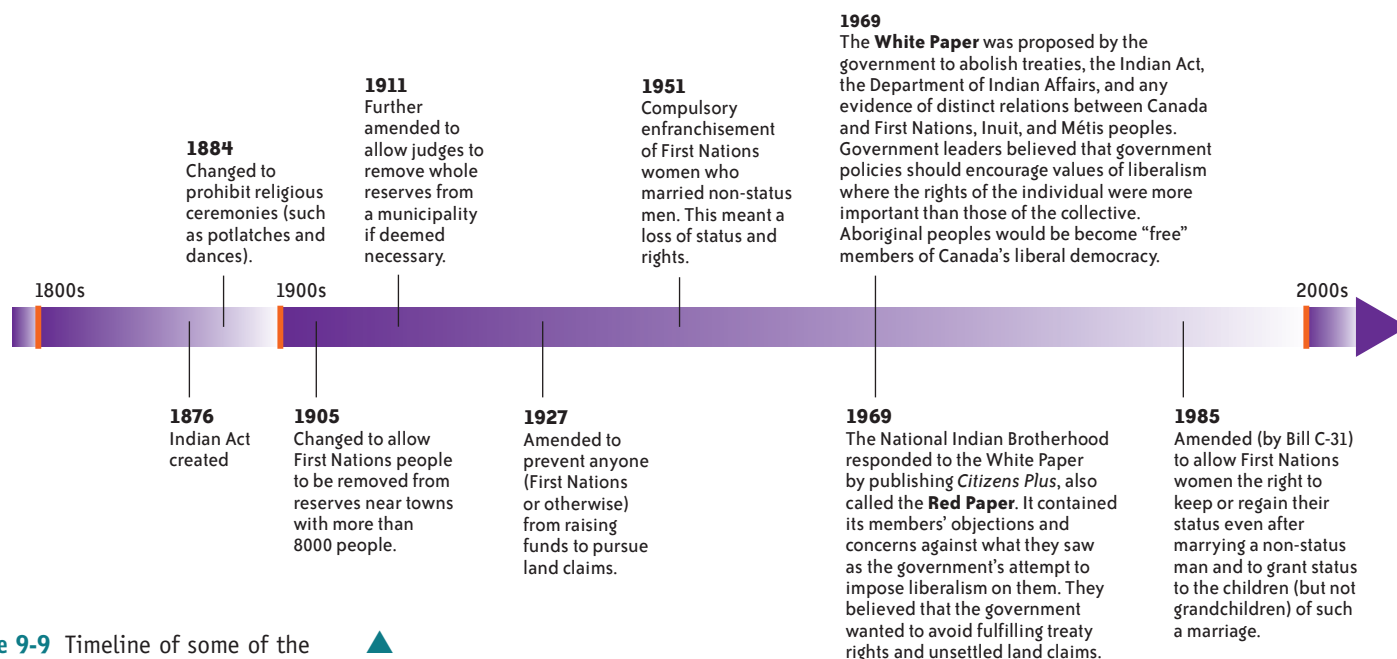 1969
The White Paper was proposed by the
government to abolish treaties, the Indian Act,
the Department of Indian Affairs, and any
evidence of distinct relations between Canada
and First Nations, Inuit, and Métis peoples.
Government leaders believed that government
policies should encourage values of liberalism
where the rights of the individual were more
important than those of the collective.
Aboriginal peoples would be become “free”
members of Canada’s liberal democracy.
1911
Further
amended to
allow judges to
remove whole
reserves from
a municipality
if deemed
necessary.
1951
Compulsory
enfranchisement
of First Nations
women who
married non-status
men. This meant a
loss of status and
rights.
1884
Changed to
prohibit religious
ceremonies (such
as potlatches and
dances).
1800s
1900s
2000s
1876
Indian Act
created
1905
Changed to allow
First Nations people
to be removed from
reserves near towns
with more than
8000 people.
1927
Amended to
prevent anyone
(First Nations
or otherwise)
from raising
funds to pursue
land claims.
1969
The National Indian Brotherhood
responded to the White Paper
by publishing Citizens Plus, also
called the Red Paper. It contained
its members’ objections and
concerns against what they saw
as the government’s attempt to
impose liberalism on them. They
believed that the government
wanted to avoid fulfilling treaty
rights and unsettled land claims.
1985
Amended (by Bill C-31)
to allow First Nations
women the right to
keep or regain their
status even after
marrying a non-status
man and to grant status
to the children (but not
grandchildren) of such
a marriage.
e 9-9 Timeline of some of the